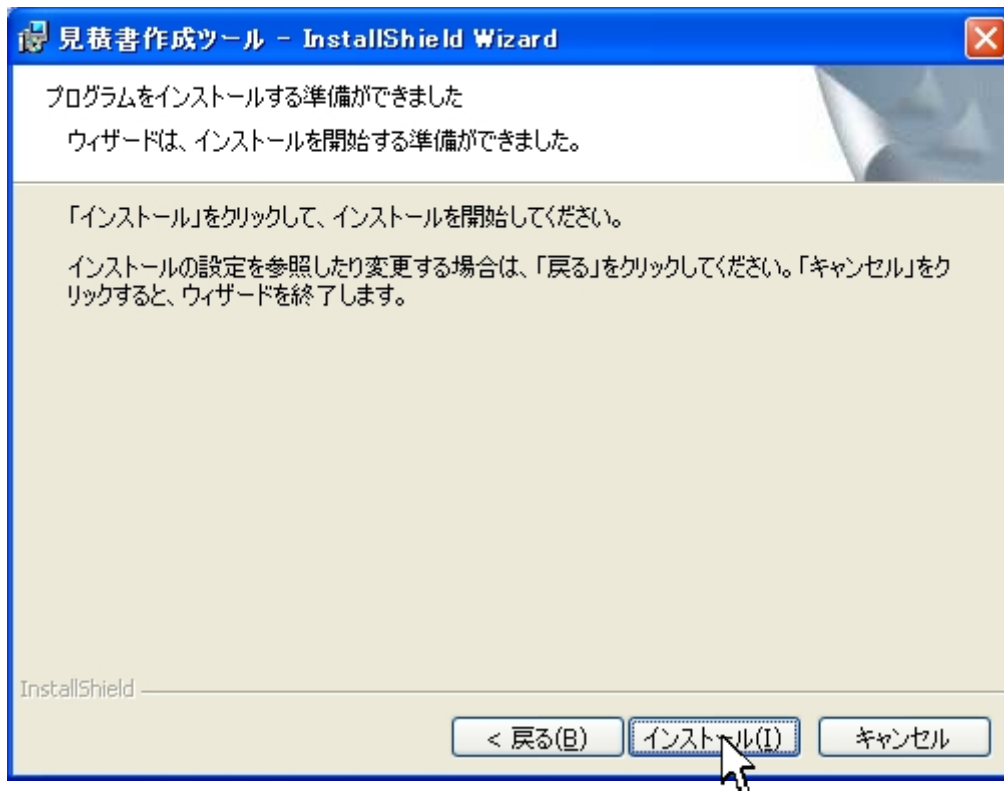 見積書作成ツール - InstallShield Wizard
プログラムをインストールする準備ができました
ウィザードは、インストールを開始する準備ができました。
「インストール」をクリックして、インストールを開始してください。
インストールの設定を参照したり変更する場合は、「戻る」をクリックしてください。「キャンセル」をク
リックすると、ウィザードを終了します。
InstallShield
< 戻る(B) インストール(I) キャンセル